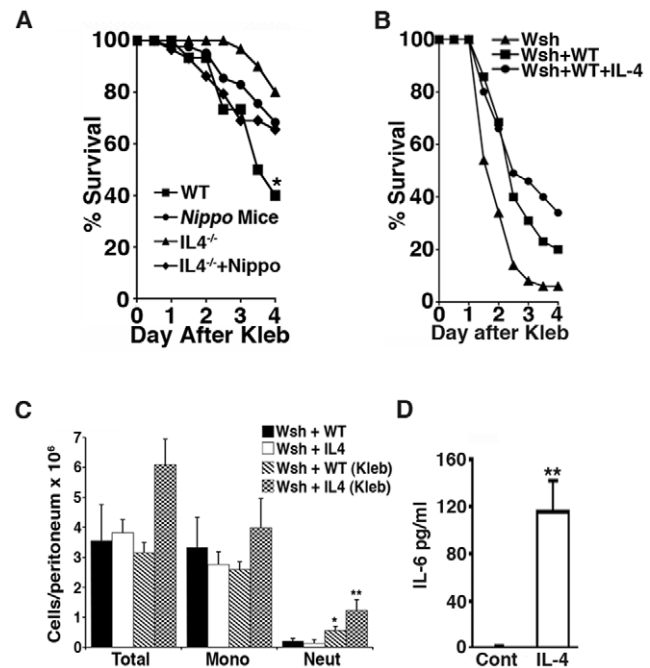 A
100
80
60
40
20
0
% Survival
WT
Nippo Mice
IL4-/-
IL4-/-+Nippo
*
0 1 2 3 4
Day After Kleb
B
100
80
60
40
20
0
% Survival
Wsh
Wsh+WT
Wsh+WT+IL-4
0 1 2 3 4
Day after Kleb
C
7
6
5
4
3
2
1
0
Cells/peritoneum x 10⁶
Wsh + WT
Wsh + IL4
Wsh + WT (Kleb)
Wsh + IL4 (Kleb)
* **
Total Mono Neut
D
160
120
80
40
0
IL-6 pg/ml
**
Cont IL-4